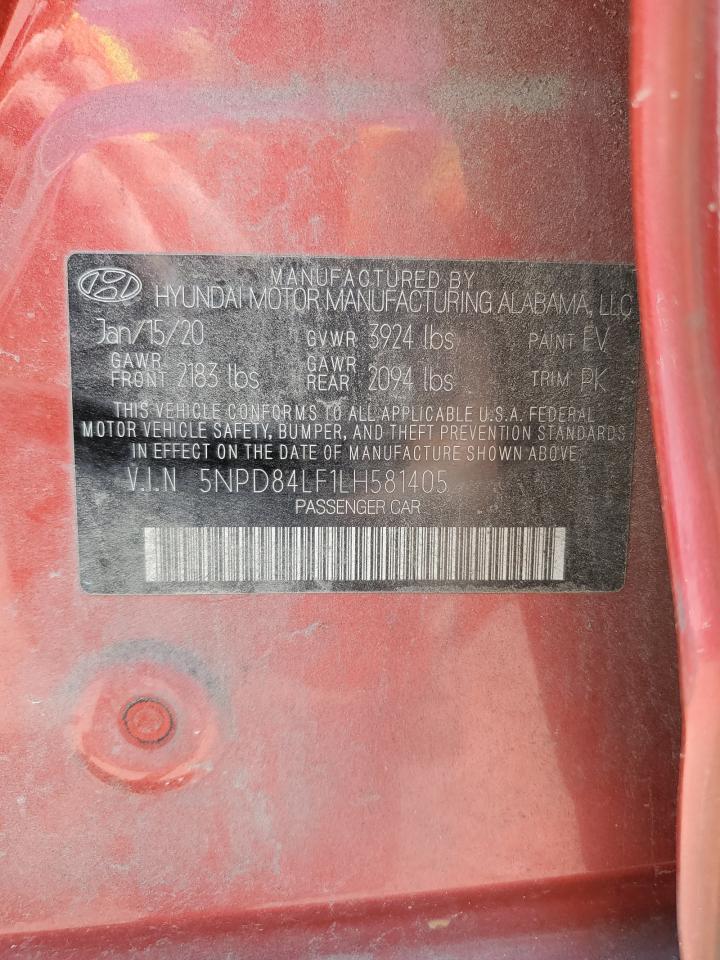 MANUFACTURED BY
HYUNDAI MOTOR MANUFACTURING ALABAMA, LLC
Jan/15/20 GVWR 3924 lbs PAINT EV
GAWR FRONT 2183 lbs GAWR REAR 2094 lbs TRIM PK
THIS VEHICLE CONFORMS TO ALL APPLICABLE U.S.A. FEDERAL
MOTOR VEHICLE SAFETY, BUMPER, AND THEFT PREVENTION STANDARDS
IN EFFECT ON THE DATE OF MANUFACTURE SHOWN ABOVE
V.I.N 5NPD84LF1LH581405
PASSENGER CAR